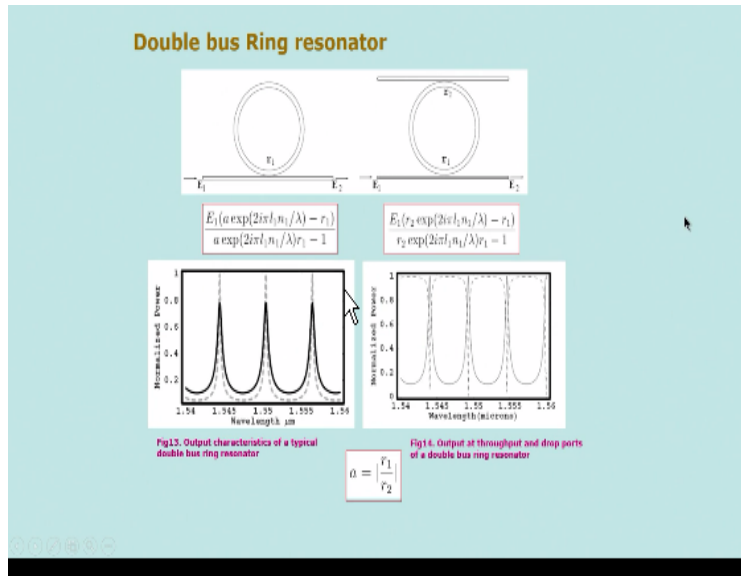 Double bus Ring resonator
r₂
r₁
r₁
E₁
E₂
E₁
E₂
E₁(a exp(2iπl₁n₁/λ) − r₁)
a exp(2iπl₁n₁/λ)r₁ − 1
E₁(r₂ exp(2iπl₁n₁/λ) − r₁)
r₂ exp(2iπl₁n₁/λ)r₁ − 1
Normalized Power
1
0.8
0.6
0.4
0.2
1.54
1.545
1.55
1.555
1.56
Wavelength μm
Normalized Power
1
0.8
0.6
0.4
0.2
0
1.54
1.545
1.55
1.555
1.56
Wavelength(microns)
Fig13. Output characteristics of a typical
double bus ring resonator
Fig14. Output at throughput and drop ports
of a double bus ring resonator
a = |r₁/r₂|